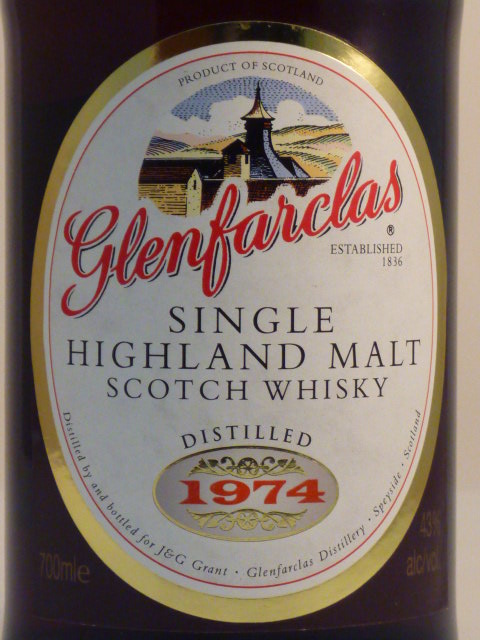 PRODUCT OF SCOTLAND
Glenfarclas
®
ESTABLISHED
1836
SINGLE
HIGHLAND MALT
SCOTCH WHISKY
DISTILLED
1974
Distilled by and bottled for J&G Grant · Glenfarclas Distillery · Speyside · Scotland
700ml e
43%
alc/vol